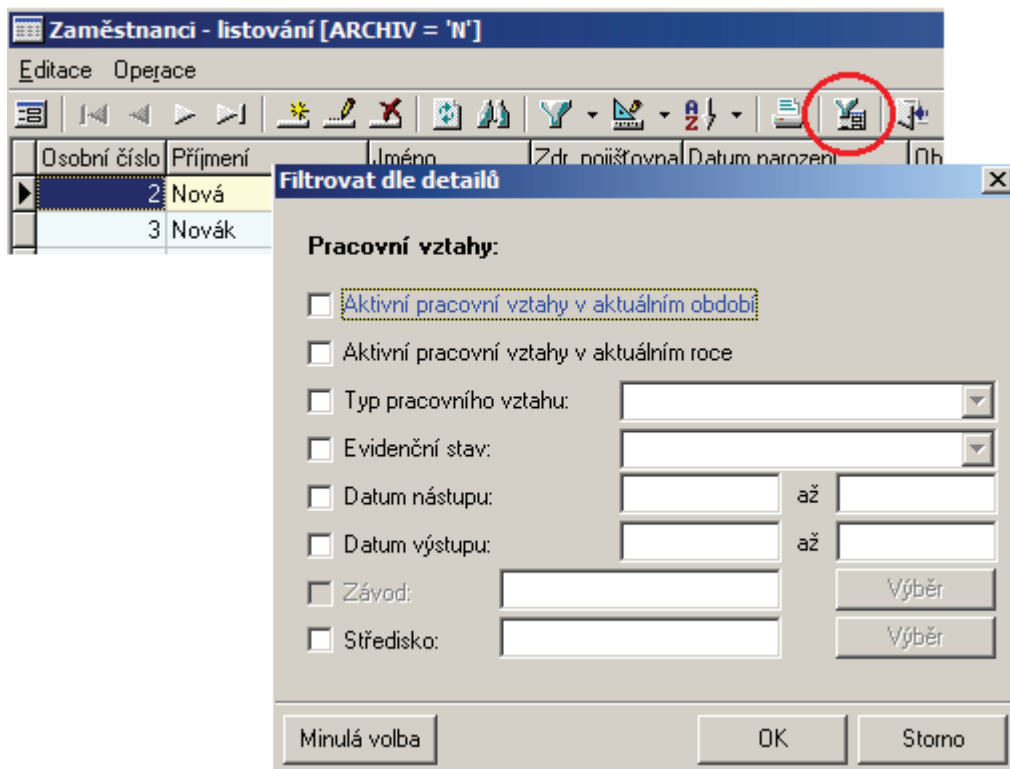 Zaměstnanci - listování [ARCHIV = 'N']
Editace Operace
Osobní číslo Příjmení Jméno Zdr. pojišťovna Datum narození Ob
2 Nová
3 Novák
Filtrovat dle detailů
Pracovní vztahy:
Aktivní pracovní vztahy v aktuálním období
Aktivní pracovní vztahy v aktuálním roce
Typ pracovního vztahu:
Evidenční stav:
Datum nástupu: až
Datum výstupu: až
Závod: Výběr
Středisko: Výběr
Minulá volba OK Storno